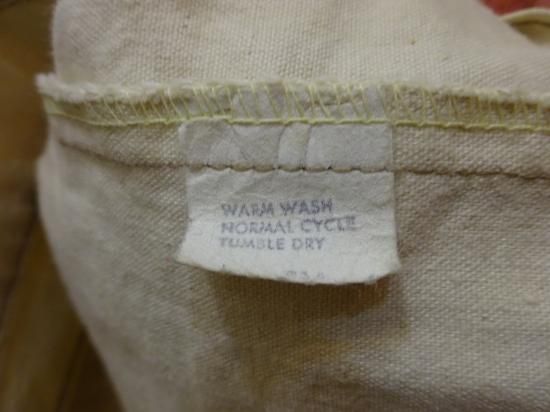 WARM WASH
NORMAL CYCLE
TUMBLE DRY